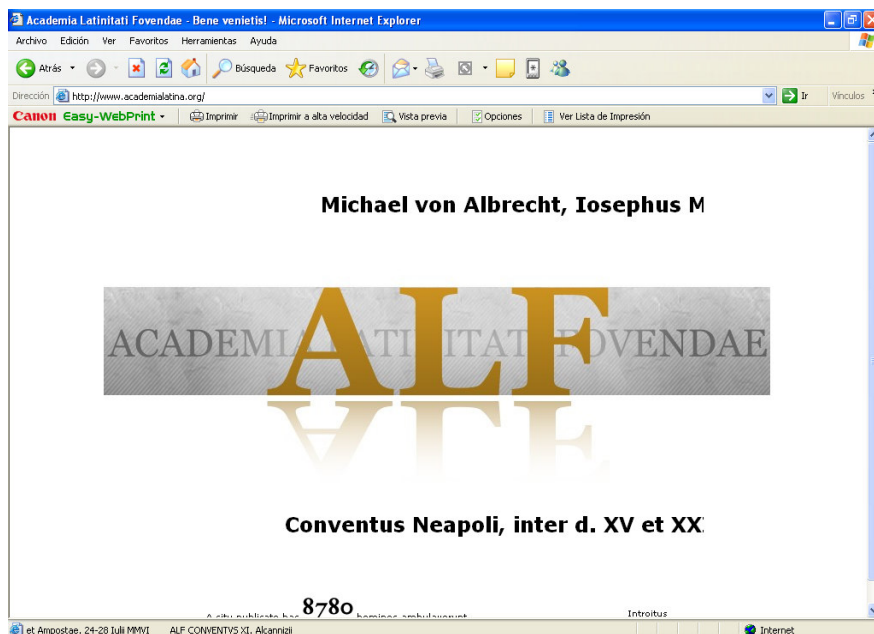 Academia Latinitati Fovendae - Bene venietis! - Microsoft Internet Explorer
Archivo Edición Ver Favoritos Herramientas Ayuda
Atrás Búsqueda Favoritos
Dirección http://www.academialatina.org/ Ir Vínculos
Canon Easy-WebPrint Imprimir Imprimir a alta velocidad Vista previa Opciones Ver Lista de Impresión
Michael von Albrecht, Iosephus M
ACADEMIA LATINITATI FOVENDAE
ALF
Conventus Neapoli, inter d. XV et XX
A situ publicato hac 8780 homines ambulaverunt Introitus
et Ampostae, 24-28 Iulii MMVI ALF CONVENTVS XI, Alcannizii Internet